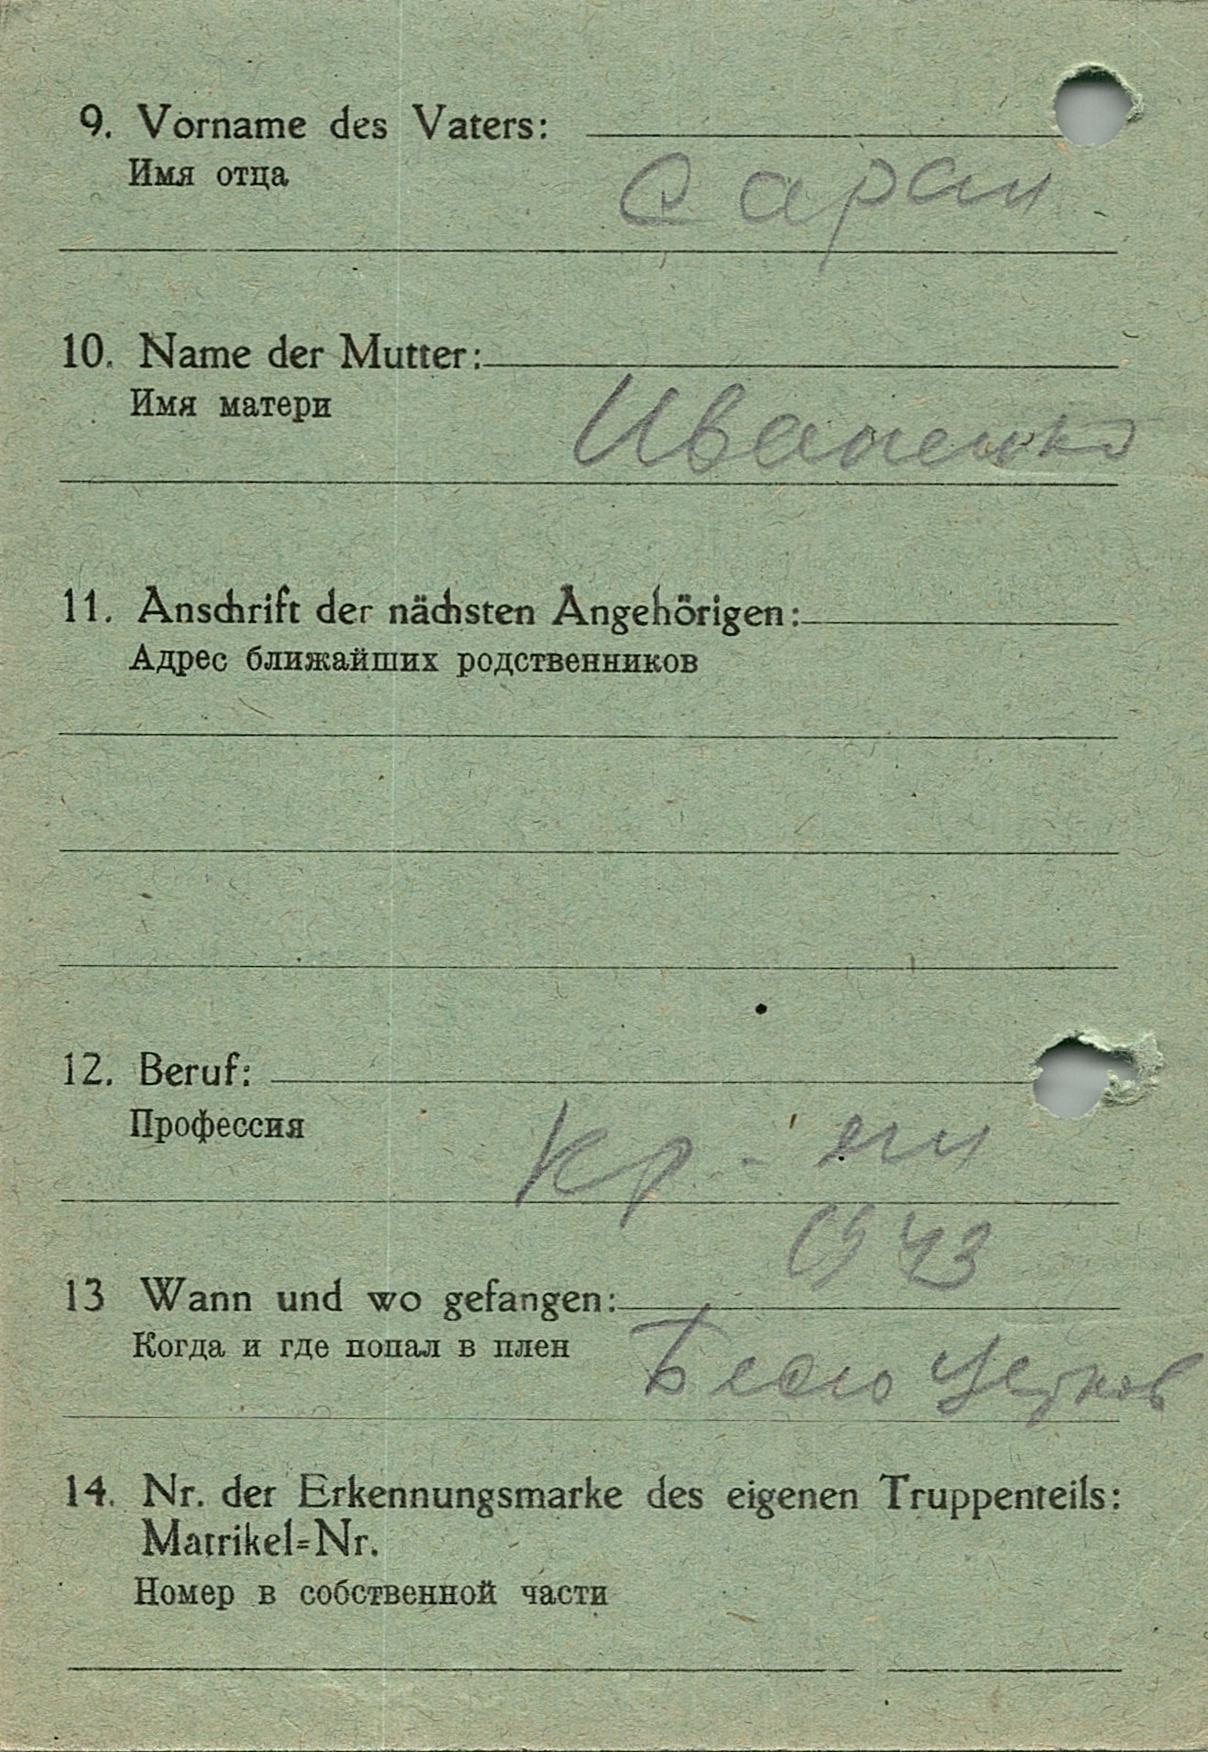 9. Vorname des Vaters:
Имя отца
10. Name der Mutter:
Имя матери
Иваненко
11. Anschrift der nächsten Angehörigen:
Адрес ближайших родственников
12. Beruf:
Профессия
Кр-
1943
13 Wann und wo gefangen:
Когда и где попал в плен
14. Nr. der Erkennungsmarke des eigenen Truppenteils:
Matrikel=Nr.
Номер в собственной части